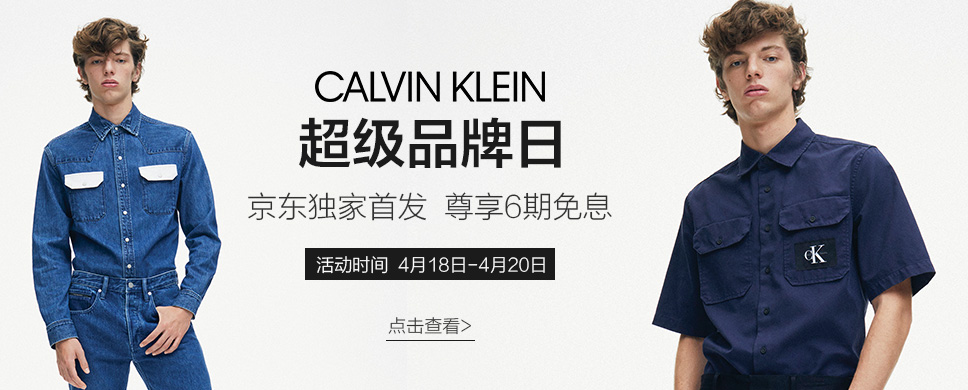 CALVIN KLEIN
超级品牌日
京东独家首发 尊享6期免息
活动时间 4月18日-4月20日
点击查看>
cK